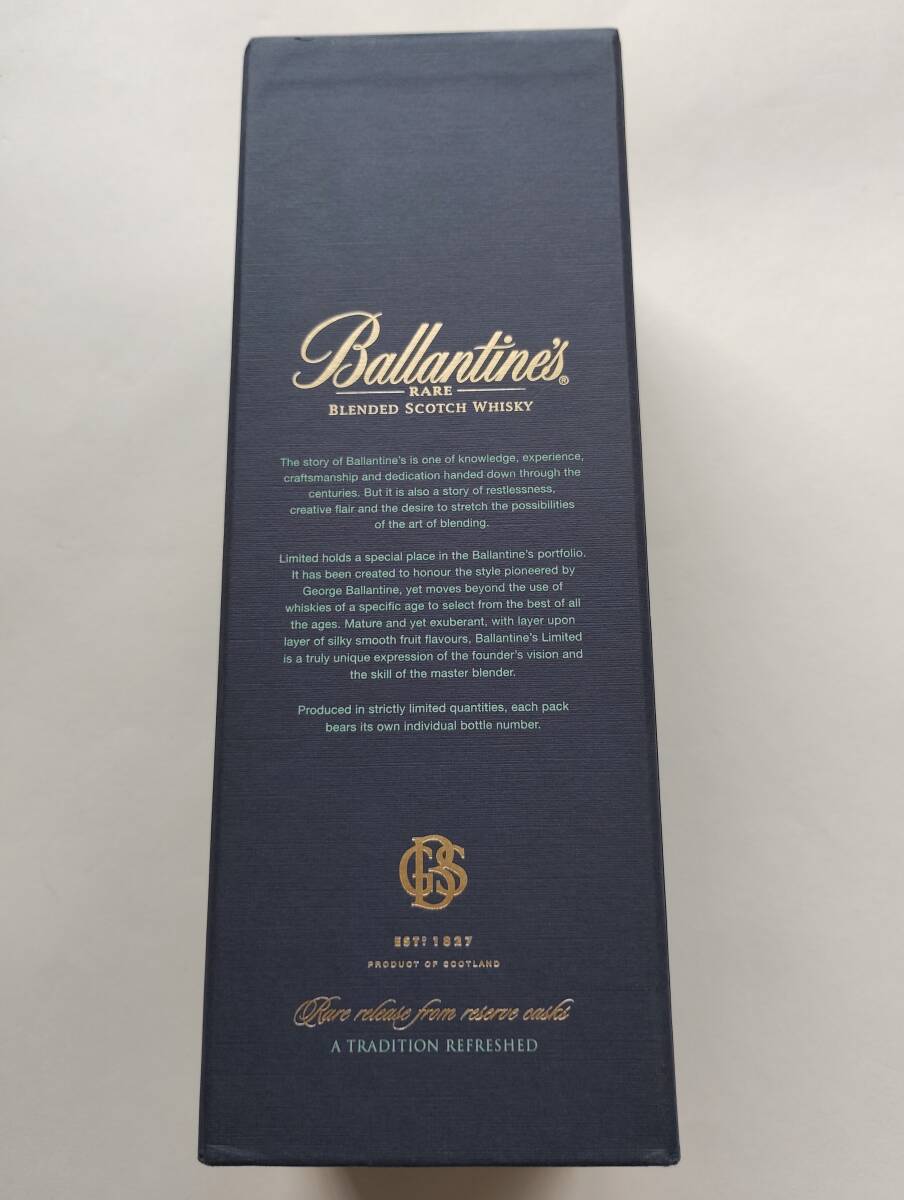 Ballantine's®
RARE
BLENDED SCOTCH WHISKY
The story of Ballantine's is one of knowledge, experience,
craftsmanship and dedication handed down through the
centuries. But it is also a story of restlessness,
creative flair and the desire to stretch the possibilities
of the art of blending.
Limited holds a special place in the Ballantine's portfolio.
It has been created to honour the style pioneered by
George Ballantine, yet moves beyond the use of
whiskies of a specific age to select from the best of all
the ages. Mature and yet exuberant, with layer upon
layer of silky smooth fruit flavours, Ballantine's Limited
is a truly unique expression of the founder's vision and
the skill of the master blender.
Produced in strictly limited quantities, each pack
bears its own individual bottle number.
GBS
ESTD 1827
PRODUCT OF SCOTLAND
Rare release from reserve casks
A TRADITION REFRESHED